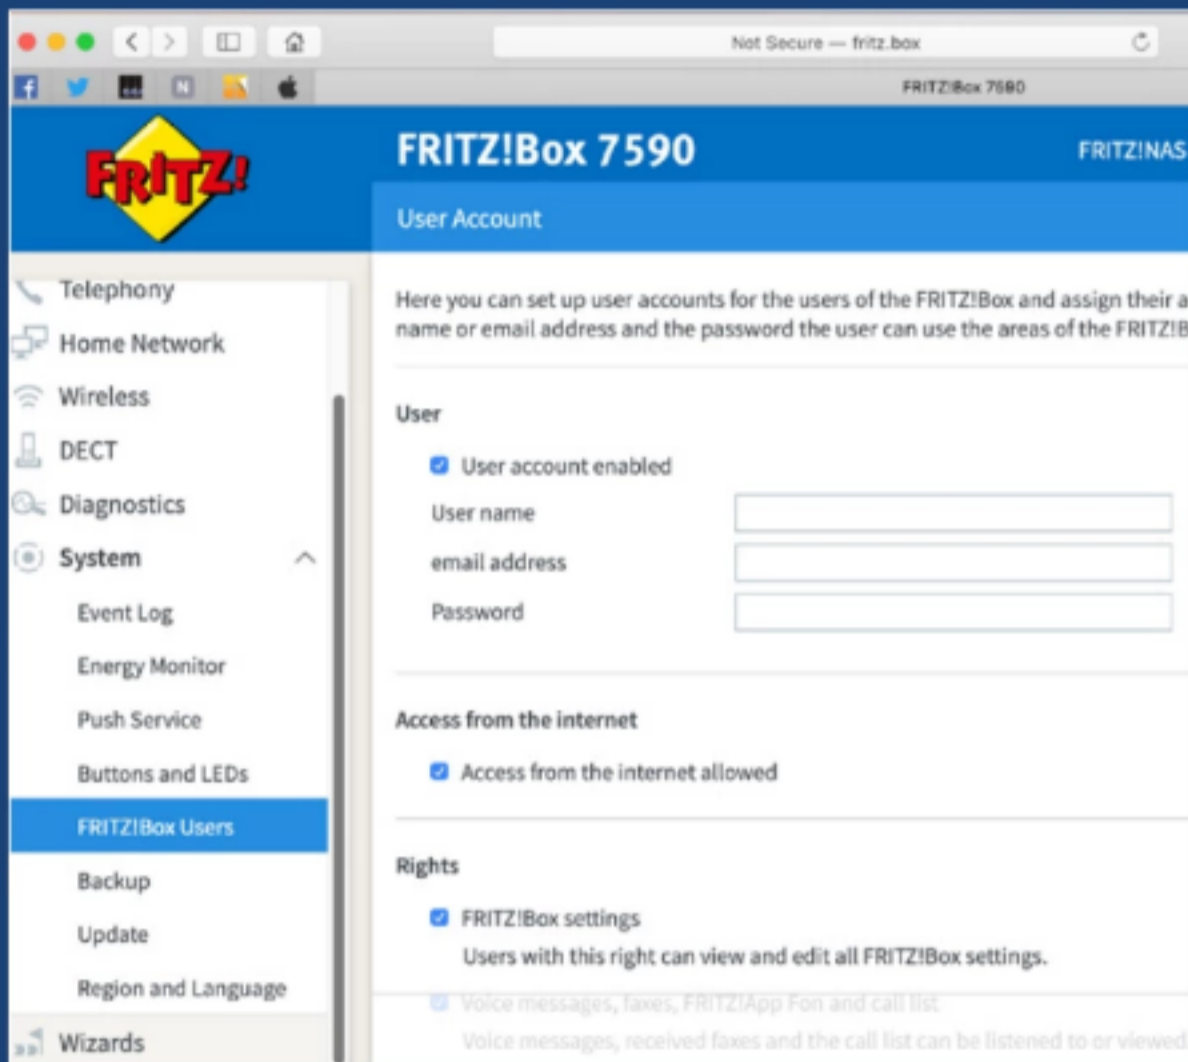 Not Secure — fritz.box
FRITZ!Box 7590
FRITZ!
FRITZ!Box 7590
FRITZ!NAS
User Account
Telephony
Home Network
Wireless
DECT
Diagnostics
System
Event Log
Energy Monitor
Push Service
Buttons and LEDs
FRITZ!Box Users
Backup
Update
Region and Language
Wizards
Here you can set up user accounts for the users of the FRITZ!Box and assign their a
name or email address and the password the user can use the areas of the FRITZ!B
User
User account enabled
User name
email address
Password
Access from the internet
Access from the internet allowed
Rights
FRITZ!Box settings
Users with this right can view and edit all FRITZ!Box settings.
Voice messages, faxes, FRITZ!App Fon and call list
Voice messages, received faxes and the call list can be listened to or viewed